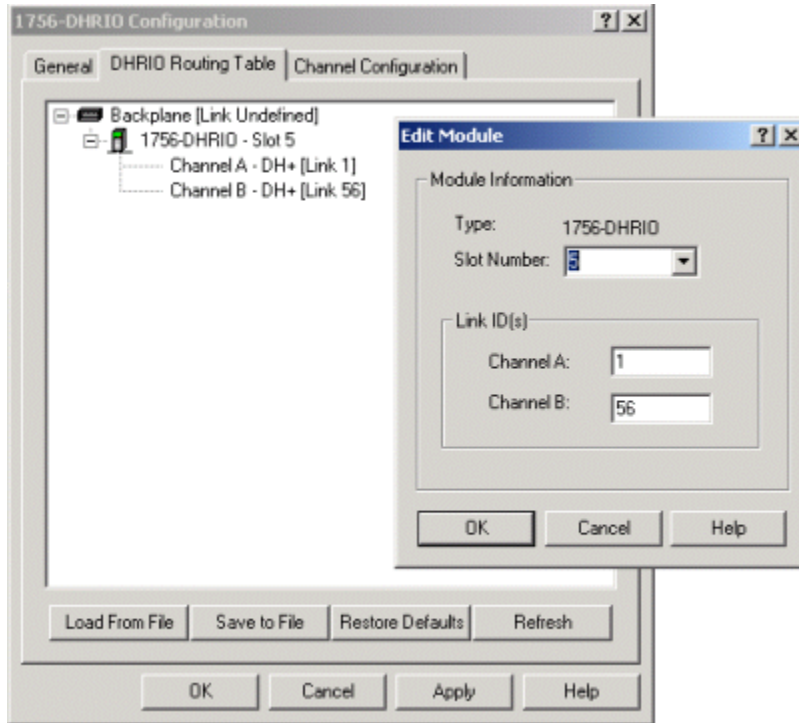 1756-DHRIO Configuration
General DHRIO Routing Table Channel Configuration
Backplane [Link Undefined]
1756-DHRIO - Slot 5
Channel A - DH+ [Link 1]
Channel B - DH+ [Link 56]
Edit Module
Module Information
Type: 1756-DHRIO
Slot Number: 5
Link ID(s)
Channel A: 1
Channel B: 56
OK Cancel Help
Load From File Save to File Restore Defaults Refresh
OK Cancel Apply Help